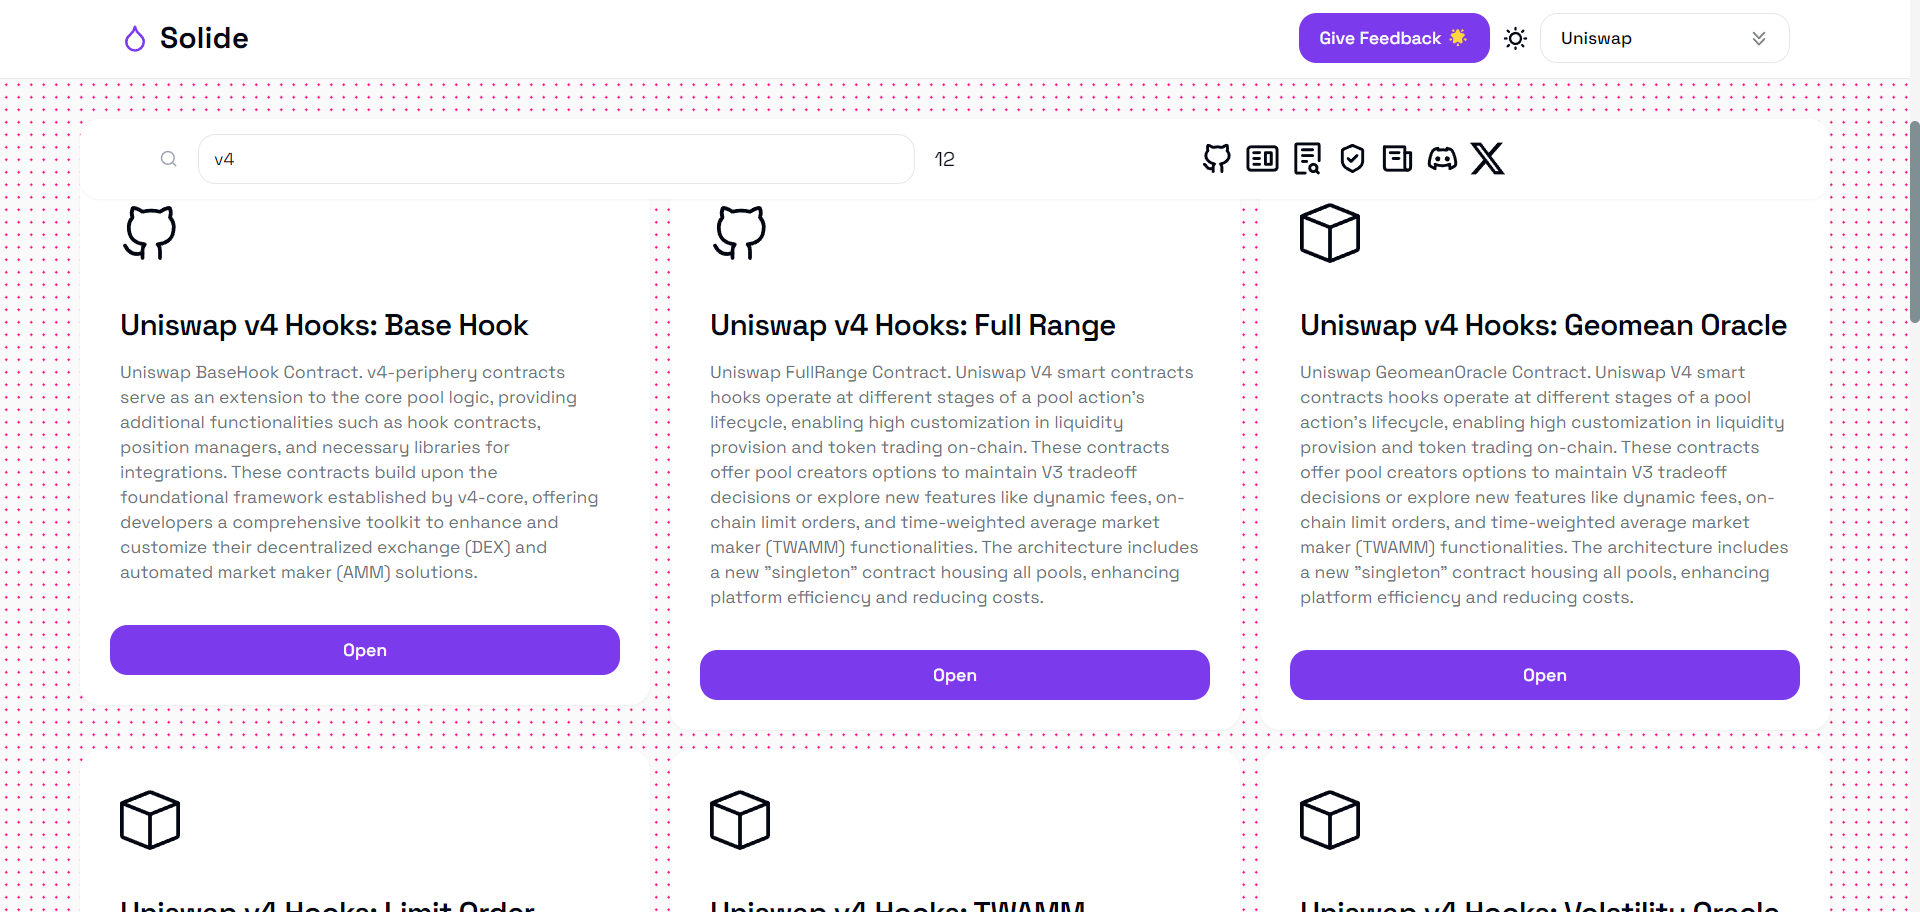 Solide
Give Feedback 🌟
Uniswap
v4
12
Uniswap v4 Hooks: Base Hook
Uniswap BaseHook Contract. v4-periphery contracts
serve as an extension to the core pool logic, providing
additional functionalities such as hook contracts,
position managers, and necessary libraries for
integrations. These contracts build upon the
foundational framework established by v4-core, offering
developers a comprehensive toolkit to enhance and
customize their decentralized exchange (DEX) and
automated market maker (AMM) solutions.
Open
Uniswap v4 Hooks: Full Range
Uniswap FullRange Contract. Uniswap V4 smart contracts
hooks operate at different stages of a pool action's
lifecycle, enabling high customization in liquidity
provision and token trading on-chain. These contracts
offer pool creators options to maintain V3 tradeoff
decisions or explore new features like dynamic fees, on-
chain limit orders, and time-weighted average market
maker (TWAMM) functionalities. The architecture includes
a new "singleton" contract housing all pools, enhancing
platform efficiency and reducing costs.
Open
Uniswap v4 Hooks: Geomean Oracle
Uniswap GeomeanOracle Contract. Uniswap V4 smart
contracts hooks operate at different stages of a pool
action's lifecycle, enabling high customization in liquidity
provision and token trading on-chain. These contracts
offer pool creators options to maintain V3 tradeoff
decisions or explore new features like dynamic fees, on-
chain limit orders, and time-weighted average market
maker (TWAMM) functionalities. The architecture includes
a new "singleton" contract housing all pools, enhancing
platform efficiency and reducing costs.
Open
Uniswap v4 Hooks: Limit Order
Uniswap v4 Hooks: TWAMM
Uniswap v4 Hooks: Volatility Oracle